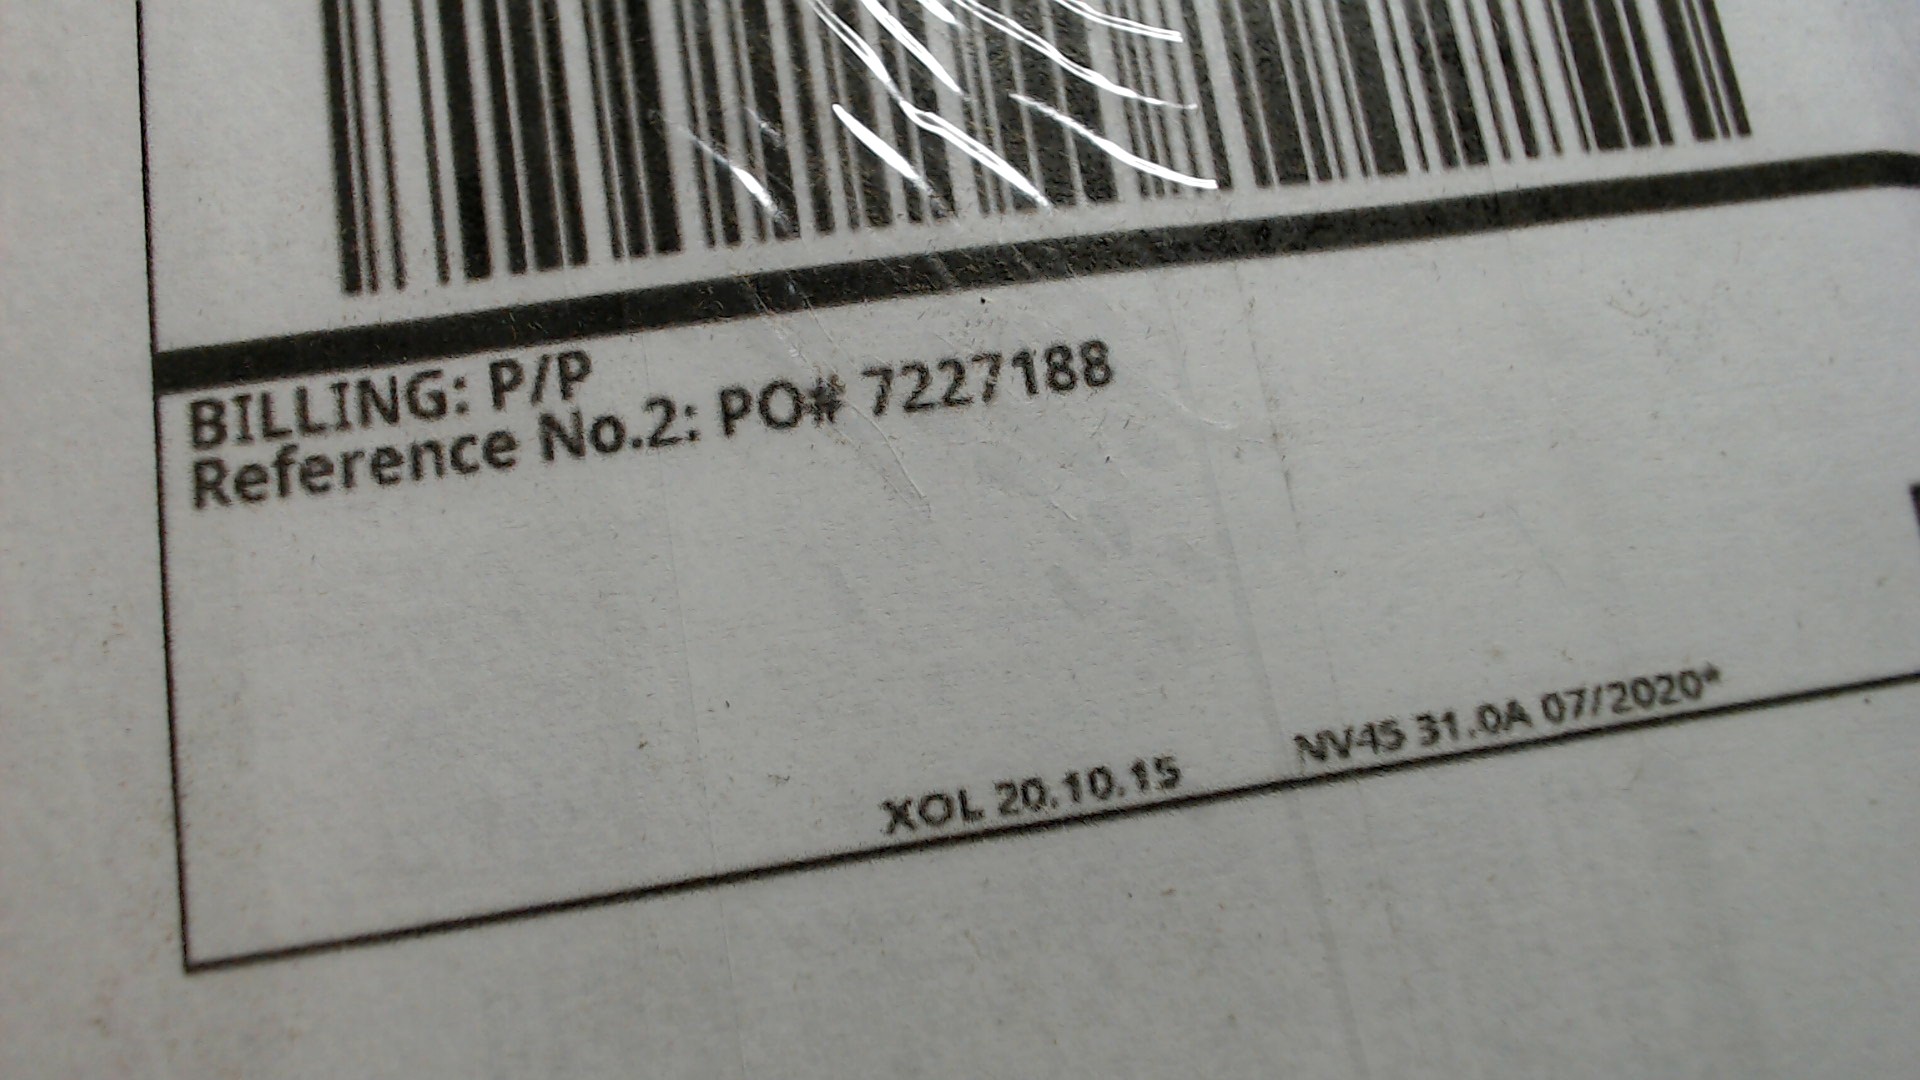 BILLING: P/P
Reference No.2: PO# 7227188
XOL 20.10.15
NV45 31.0A 07/2020*